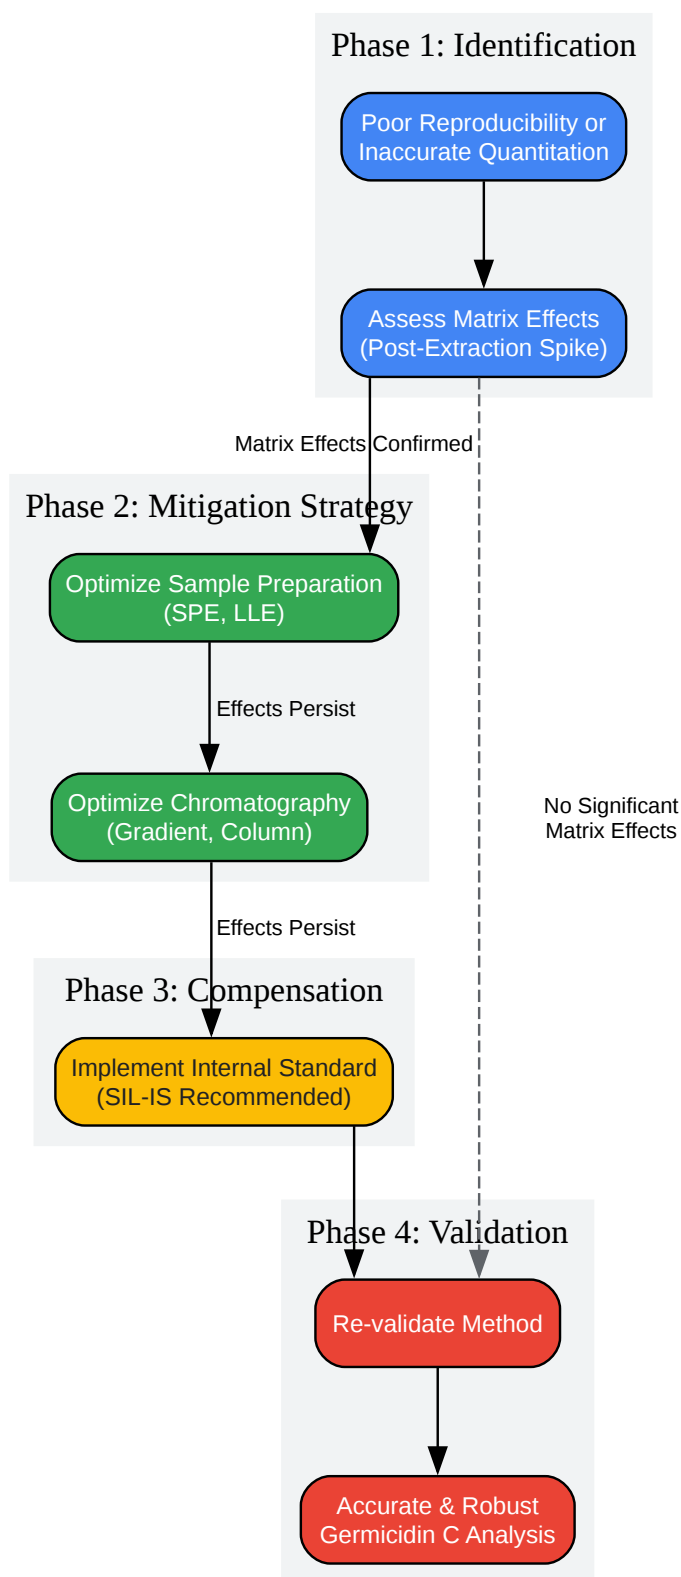 Phase 1: Identification
Poor Reproducibility or
Inaccurate Quantitation
Assess Matrix Effects
(Post-Extraction Spike)
Matrix Effects Confirmed
Phase 2: Mitigation Strategy
Optimize Sample Preparation
(SPE, LLE)
Effects Persist
Optimize Chromatography
(Gradient, Column)
No Significant
Matrix Effects
Effects Persist
Phase 3: Compensation
Implement Internal Standard
(SIL-IS Recommended)
Phase 4: Validation
Re-validate Method
Accurate & Robust
Germicidin C Analysis